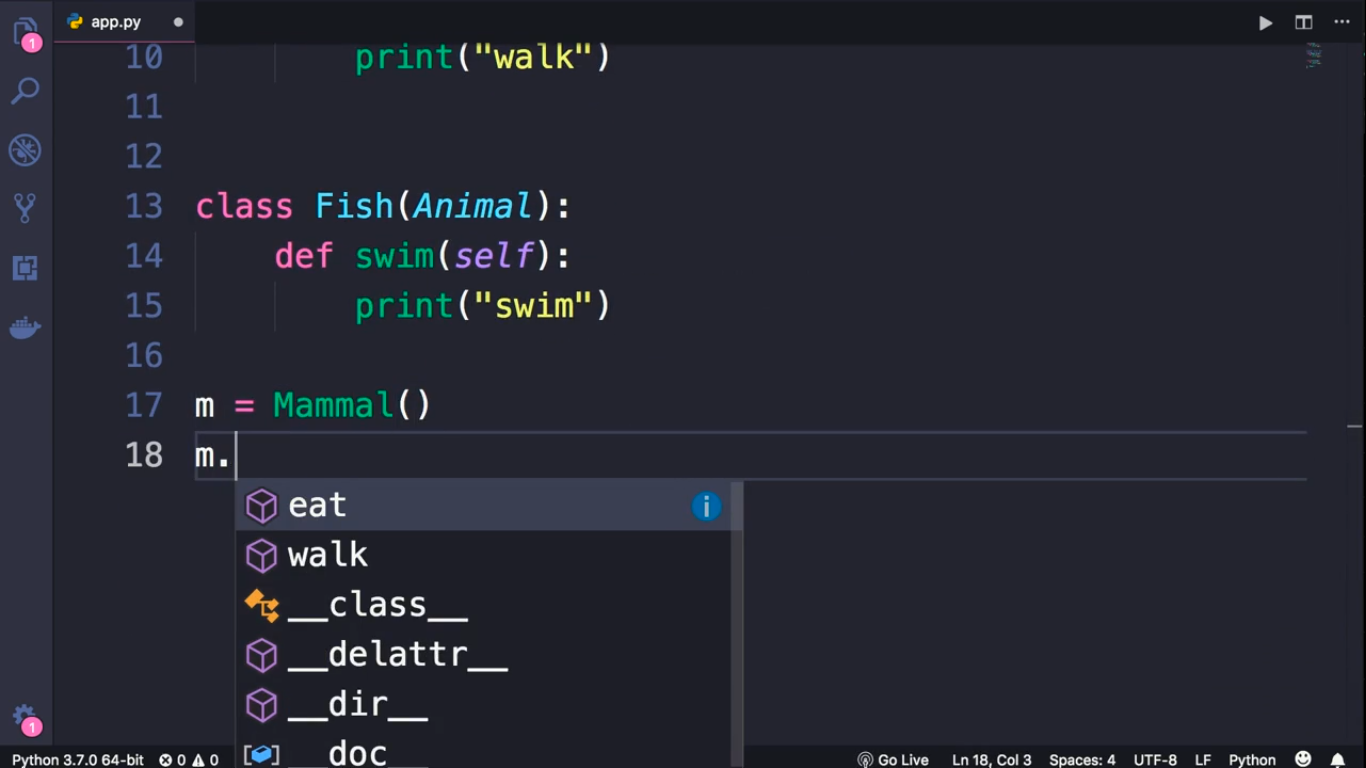 app.py
1
10 print("walk")
11
12
13 class Fish(Animal):
14 def swim(self):
15 print("swim")
16
17 m = Mammal()
18 m.
eat
walk
__class__
__delattr__
__dir__
__doc__
1
Python 3.7.0 64-bit 0 0 Go Live Ln 18, Col 3 Spaces: 4 UTF-8 LF Python